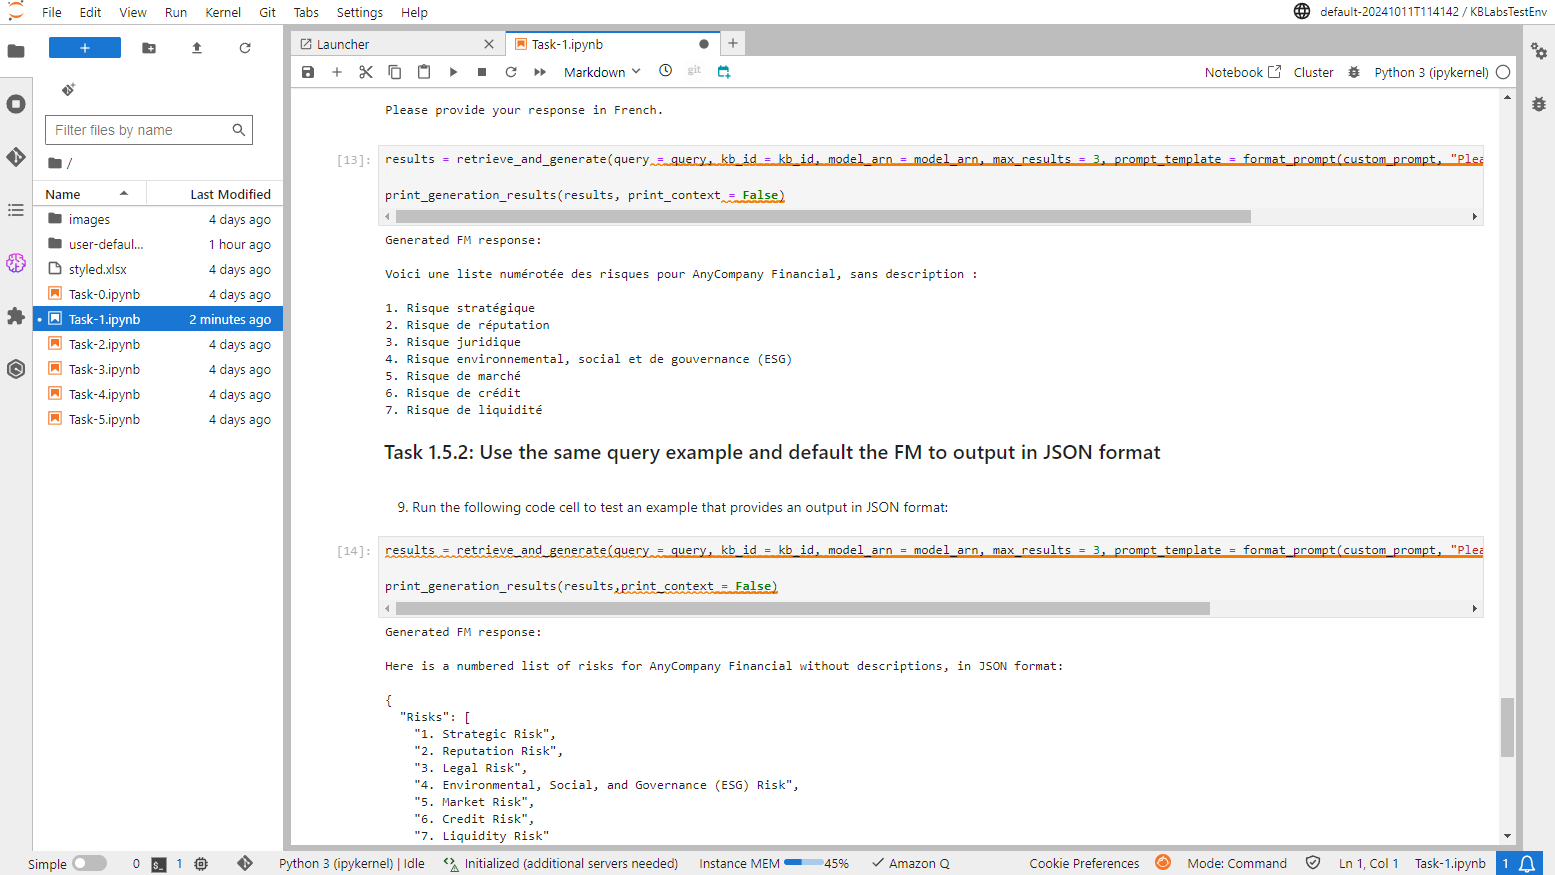 File Edit View Run Kernel Git Tabs Settings Help
default-20241011T114142 / KBLabsTestEnv
Launcher
Task-1.ipynb
Markdown
git
Notebook
Cluster
Python 3 (ipykernel)
Filter files by name
/
Name Last Modified
images 4 days ago
user-defaul... 1 hour ago
styled.xlsx 4 days ago
Task-0.ipynb 4 days ago
Task-1.ipynb 2 minutes ago
Task-2.ipynb 4 days ago
Task-3.ipynb 4 days ago
Task-4.ipynb 4 days ago
Task-5.ipynb 4 days ago
Please provide your response in French.
[13]: results = retrieve_and_generate(query = query, kb_id = kb_id, model_arn = model_arn, max_results = 3, prompt_template = format_prompt(custom_prompt, "Plea
print_generation_results(results, print_context = False)
Generated FM response:
Voici une liste numérotée des risques pour AnyCompany Financial, sans description :
1. Risque stratégique
2. Risque de réputation
3. Risque juridique
4. Risque environnemental, social et de gouvernance (ESG)
5. Risque de marché
6. Risque de crédit
7. Risque de liquidité
Task 1.5.2: Use the same query example and default the FM to output in JSON format
9. Run the following code cell to test an example that provides an output in JSON format:
[14]: results = retrieve_and_generate(query = query, kb_id = kb_id, model_arn = model_arn, max_results = 3, prompt_template = format_prompt(custom_prompt, "Plea
print_generation_results(results,print_context = False)
Generated FM response:
Here is a numbered list of risks for AnyCompany Financial without descriptions, in JSON format:
{
"Risks": [
"1. Strategic Risk",
"2. Reputation Risk",
"3. Legal Risk",
"4. Environmental, Social, and Governance (ESG) Risk",
"5. Market Risk",
"6. Credit Risk",
"7. Liquidity Risk"
Simple 0 $_ 1 Python 3 (ipykernel) | Idle Initialized (additional servers needed) Instance MEM 45% Amazon Q Cookie Preferences Mode: Command Ln 1, Col 1 Task-1.ipynb 1